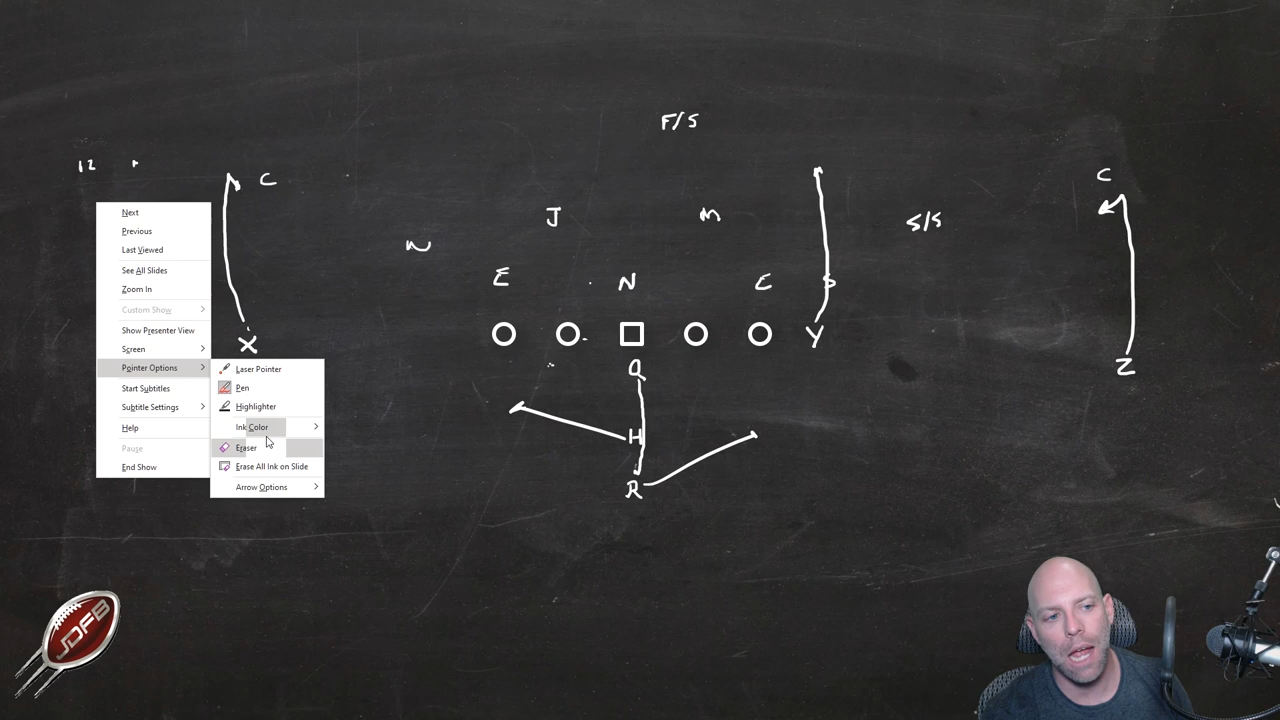 F/S
12
C
C
Next
Previous
Last Viewed
See All Slides
Zoom In
Custom Show
Show Presenter View
Screen
Pointer Options
Start Subtitles
Subtitle Settings
Help
Pause
End Show
Laser Pointer
Pen
Highlighter
Ink Color
Eraser
Erase All Ink on Slide
Arrow Options
J M S/S
W
E N E S
X Y Z
Q
H
R
JDFB